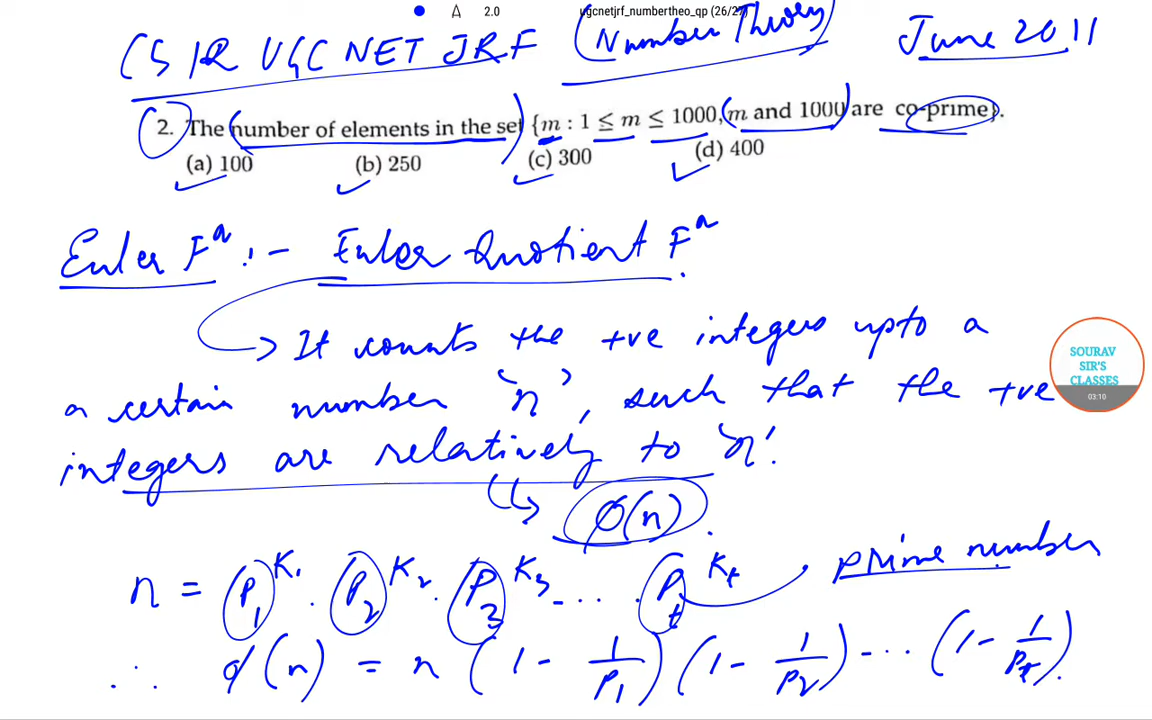 2.0 ugcnetjrf_numbertheo_qp (26/27)
CSIR UGC NET JRF (Number Theory) June 2011
2. The number of elements in the set {m : 1 ≤ m ≤ 1000, m and 1000 are co-prime}.
(a) 100 (b) 250 (c) 300 (d) 400
Euler Fⁿ :- Euler Quotient Fⁿ.
→ It counts the +ve integers upto a
SOURAV
SIR'S
CLASSES
03:10
a certain number 'n', such that the +ve
integers are relatively to 'n'.
↳ φ(n).
n = P₁^K₁ . P₂^K₂ . P₃^K₃ .... P_t^K_t prime number
∴ φ(n) = n (1 - 1/P₁) (1 - 1/P₂) --- (1 - 1/P_t).